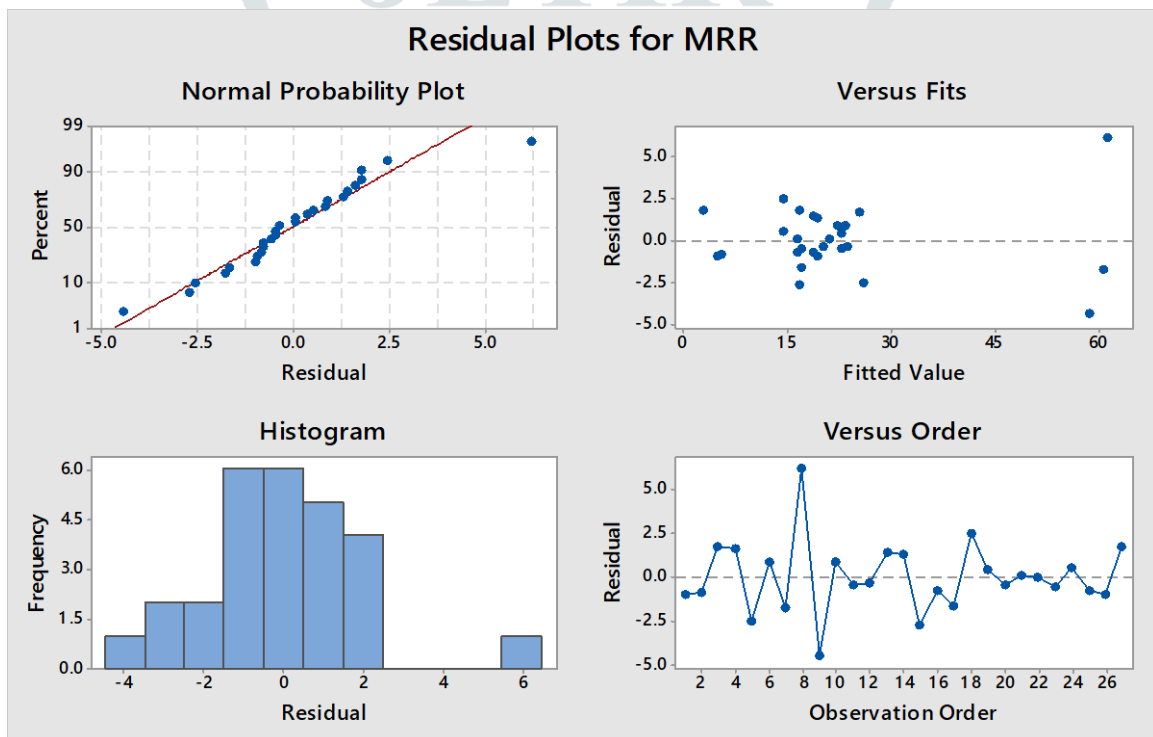 JETIR
Residual Plots for MRR
Normal Probability Plot
99
90
50
10
1
Percent
-5.0 -2.5 0.0 2.5 5.0
Residual
Versus Fits
5.0
2.5
0.0
-2.5
-5.0
Residual
0 15 30 45 60
Fitted Value
Histogram
6.0
4.5
3.0
1.5
0.0
Frequency
-4 -2 0 2 4 6
Residual
Versus Order
5.0
2.5
0.0
-2.5
-5.0
Residual
2 4 6 8 10 12 14 16 18 20 22 24 26
Observation Order